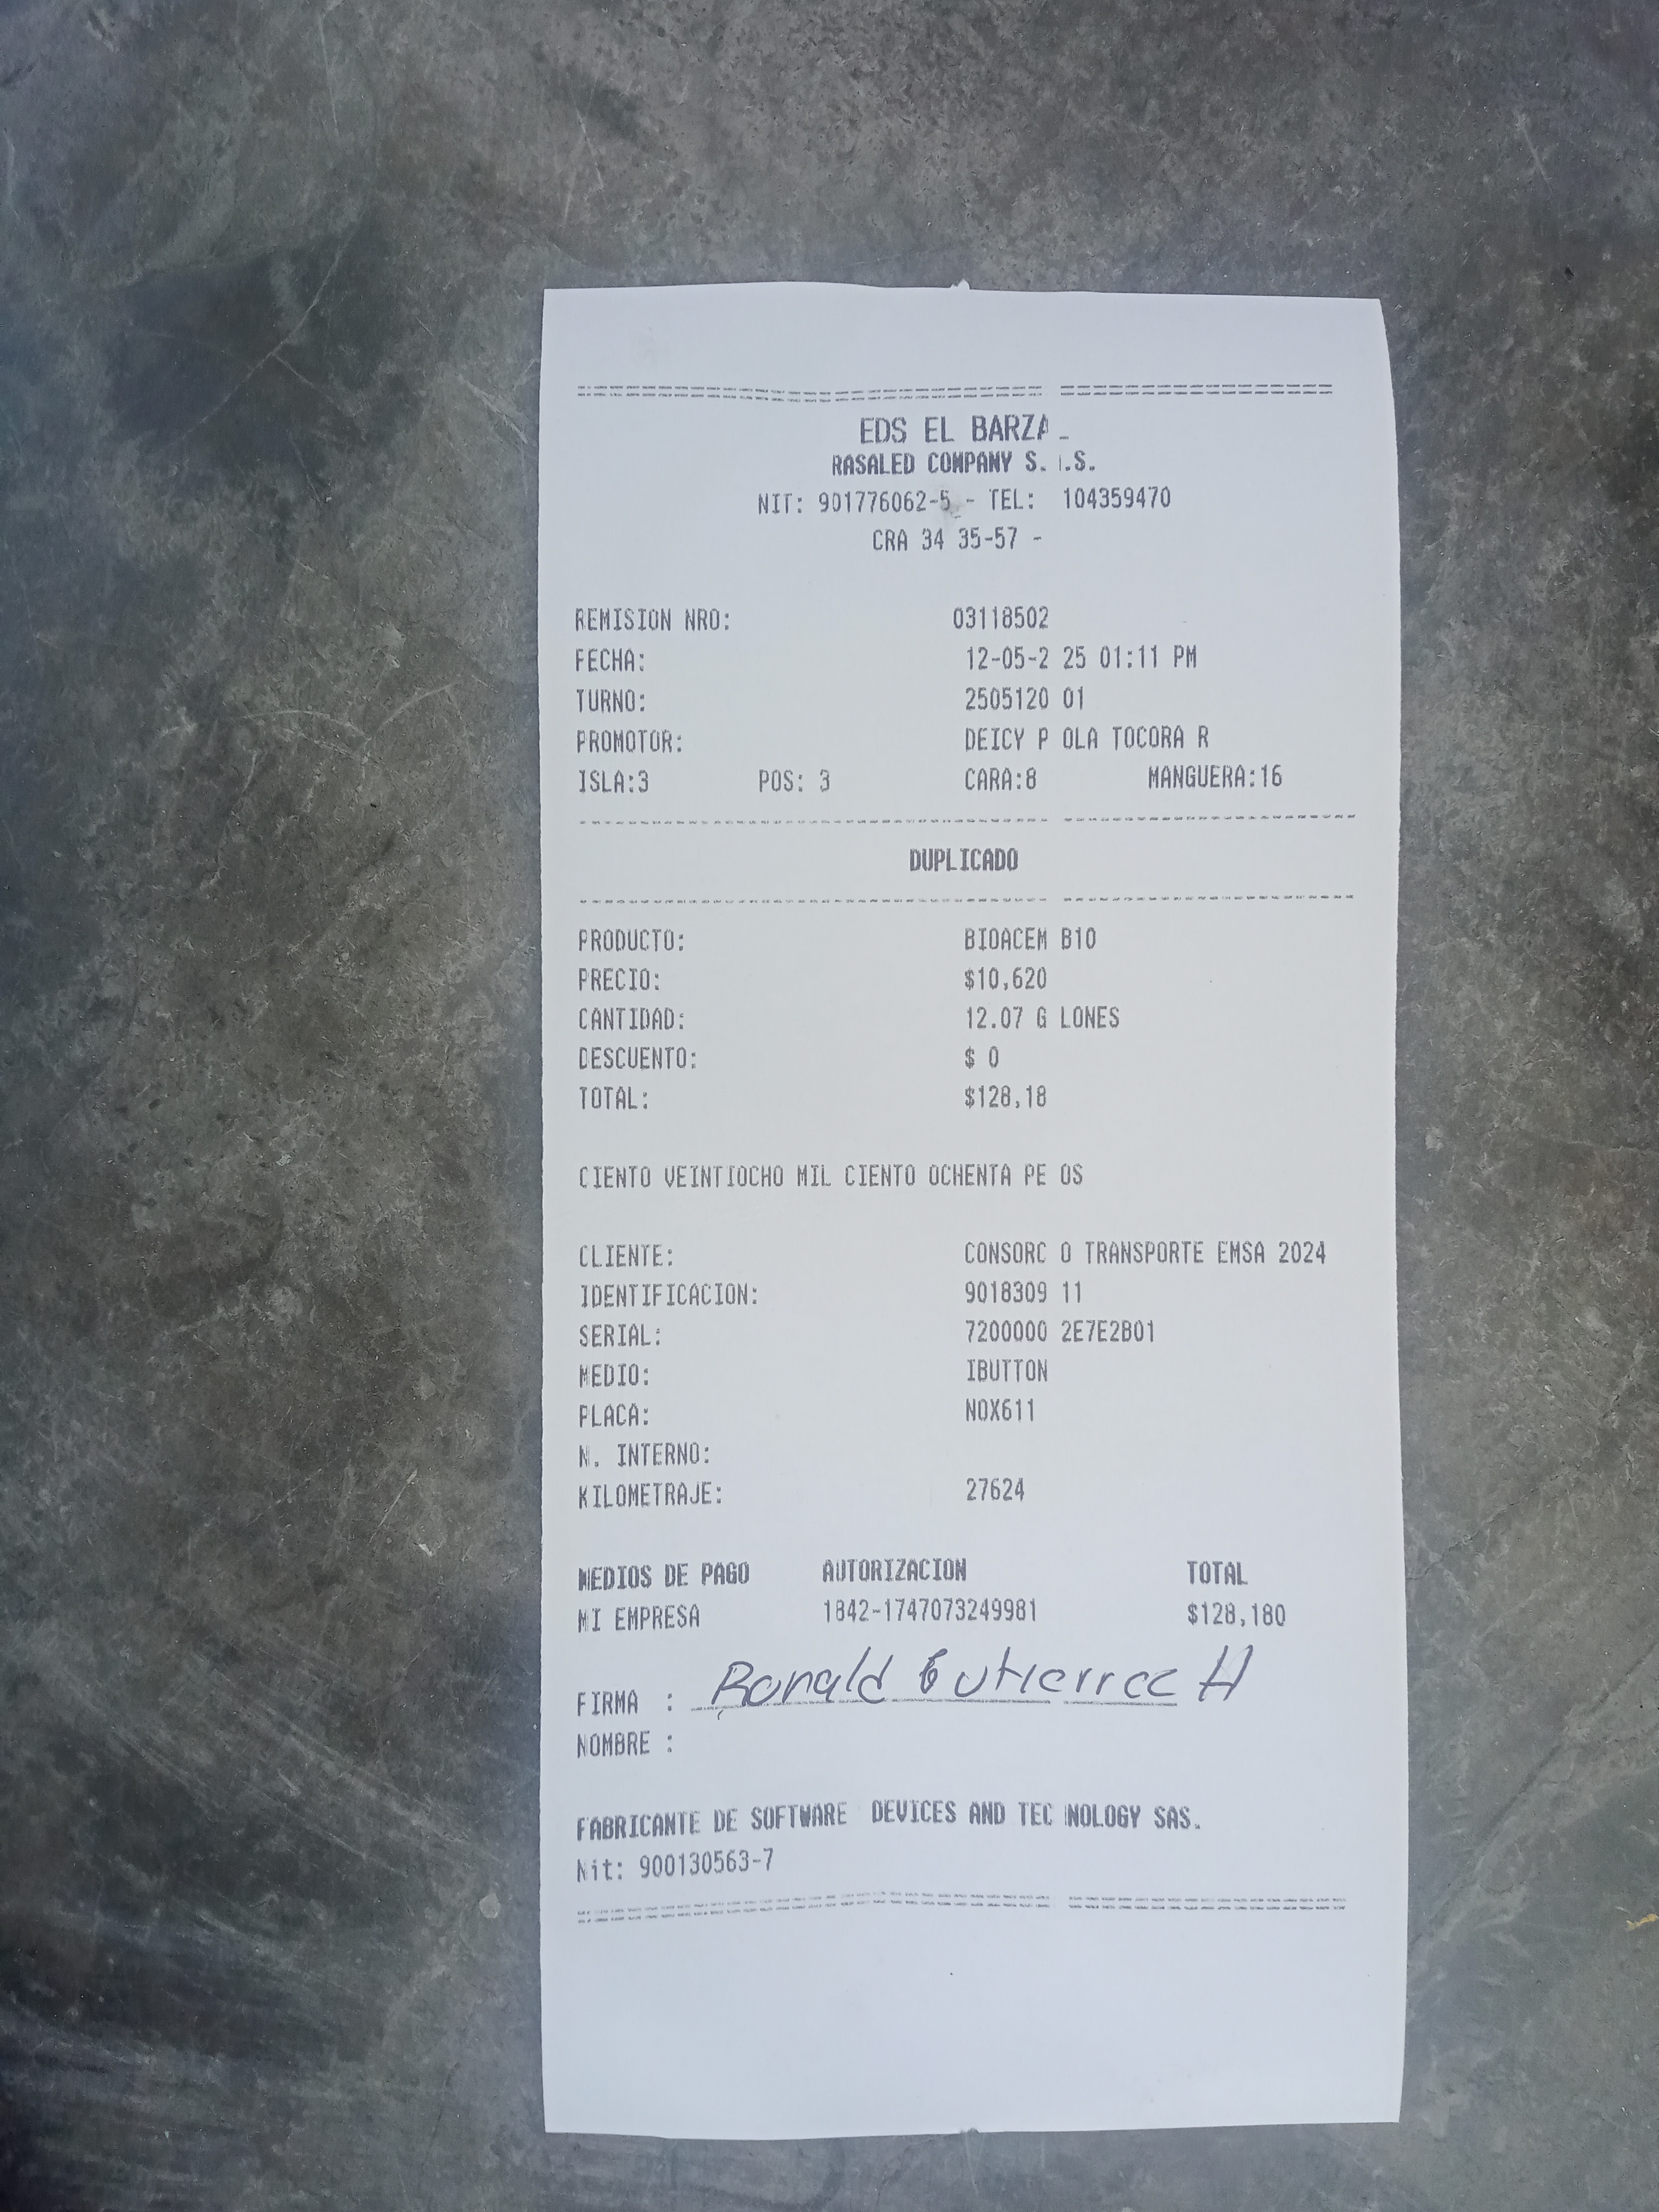 EDS EL BARZA
RASALED COMPANY S. .S.
NIT: 901776062-5 - TEL: 104359470
CRA 34 35-57 -
REMISION NRO: 03118502
FECHA: 12-05-2 25 01:11 PM
TURNO: 2505120 01
PROMOTOR: DEICY P OLA TOCORA R
ISLA:3 POS: 3 CARA:8 MANGUERA:16
DUPLICADO
PRODUCTO: BIOACEM B10
PRECIO: $10,620
CANTIDAD: 12.07 G LONES
DESCUENTO: $ 0
TOTAL: $128,18
CIENTO VEINTIOCHO MIL CIENTO OCHENTA PE OS
CLIENTE: CONSORC O TRANSPORTE EMSA 2024
IDENTIFICACION: 9018309 11
SERIAL: 7200000 2E7E2B01
MEDIO: IBUTTON
PLACA: NOX611
N. INTERNO:
KILOMETRAJE: 27624
MEDIOS DE PAGO AUTORIZACION TOTAL
MI EMPRESA 1842-1747073249981 $128,180
FIRMA : Ronald Gutierrez H
NOMBRE :
FABRICANTE DE SOFTWARE DEVICES AND TEC NOLOGY SAS.
Nit: 900130563-7